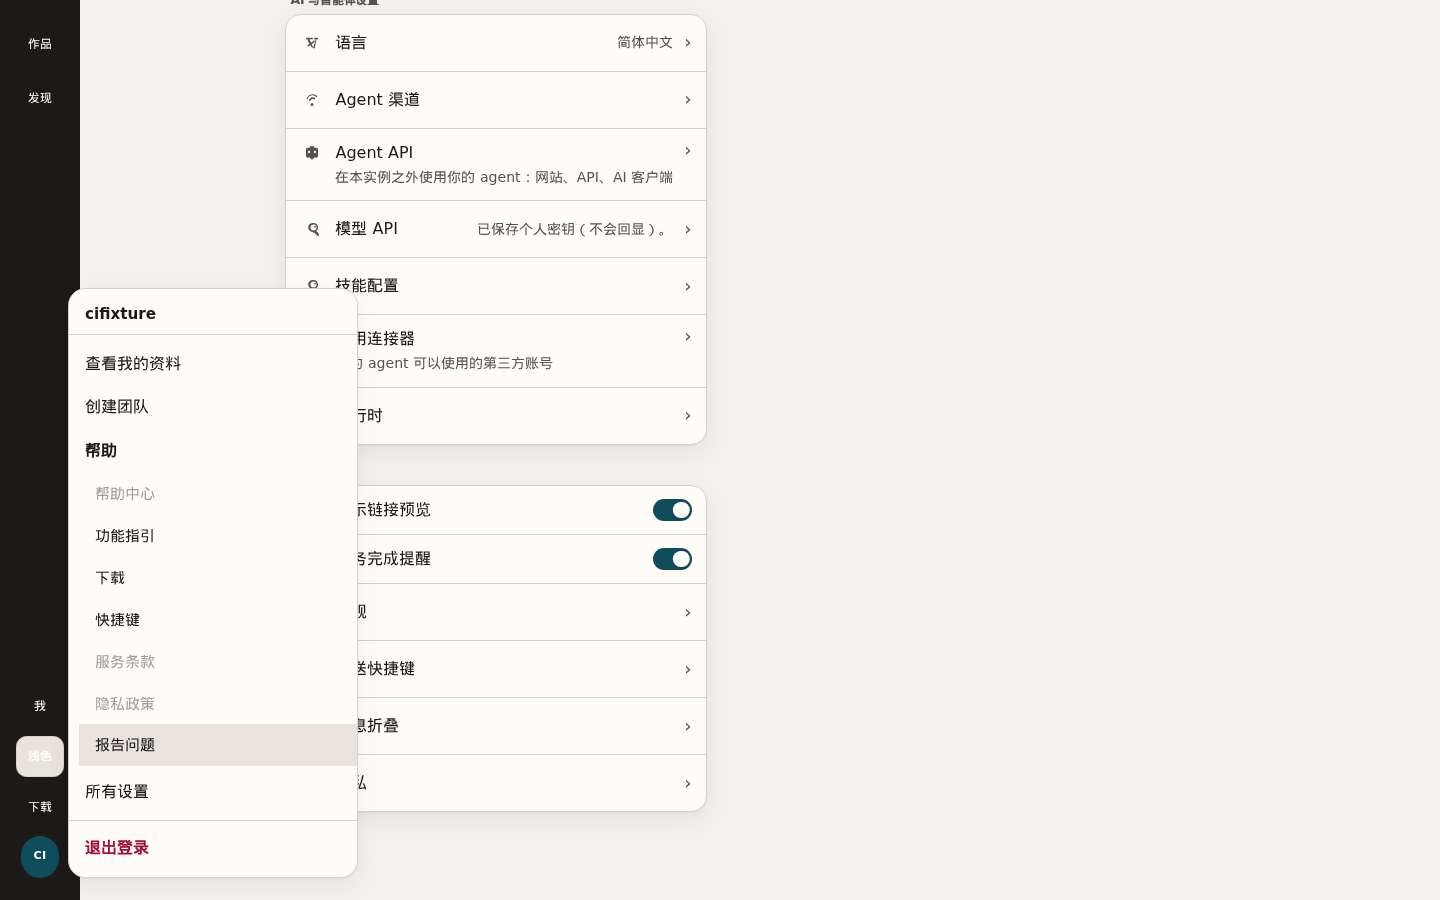 作品
发现
我
浅色
下载
CI
语言
简体中文
Agent 渠道
Agent API
在本实例之外使用你的 agent：网站、API、AI 客户端
模型 API
已保存个人密钥（不会回显）。
技能配置
用连接器
agent 可以使用的第三方账号
行时
示链接预览
务完成提醒
观
送快捷键
息折叠
私
cifixture
查看我的资料
创建团队
帮助
帮助中心
功能指引
下载
快捷键
服务条款
隐私政策
报告问题
所有设置
退出登录